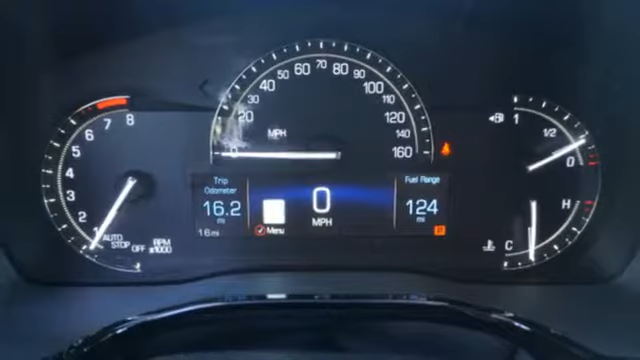 8
7
6
5
4
3
2
AUTO
STOP
OFF
RPM
x1000
20
30
40
50
60
70
80
90
100
110
120
140
160
MPH
1
1/2
0
H
C
Trip
Odometer
16.2
mi
Menu
0
MPH
Fuel Range
124
mi